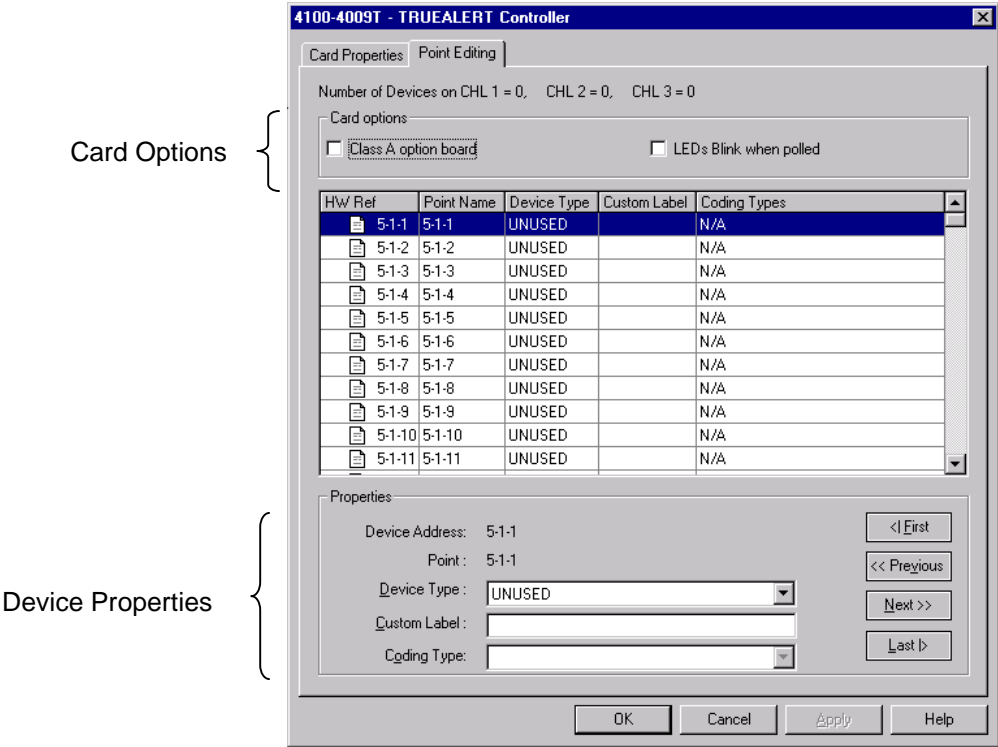 4100-4009T - TRUEALERT Controller
Card Properties Point Editing
Number of Devices on CHL 1 = 0, CHL 2 = 0, CHL 3 = 0
Card options
Card Options
Class A option board LEDs Blink when polled
HW Ref Point Name Device Type Custom Label Coding Types
5-1-1 5-1-1 UNUSED N/A
5-1-2 5-1-2 UNUSED N/A
5-1-3 5-1-3 UNUSED N/A
5-1-4 5-1-4 UNUSED N/A
5-1-5 5-1-5 UNUSED N/A
5-1-6 5-1-6 UNUSED N/A
5-1-7 5-1-7 UNUSED N/A
5-1-8 5-1-8 UNUSED N/A
5-1-9 5-1-9 UNUSED N/A
5-1-10 5-1-10 UNUSED N/A
5-1-11 5-1-11 UNUSED N/A
Properties
Device Address: 5-1-1 <| First
Point : 5-1-1 << Previous
Device Properties
Device Type : UNUSED
Custom Label : Next >>
Coding Type: Last |>
OK Cancel Apply Help